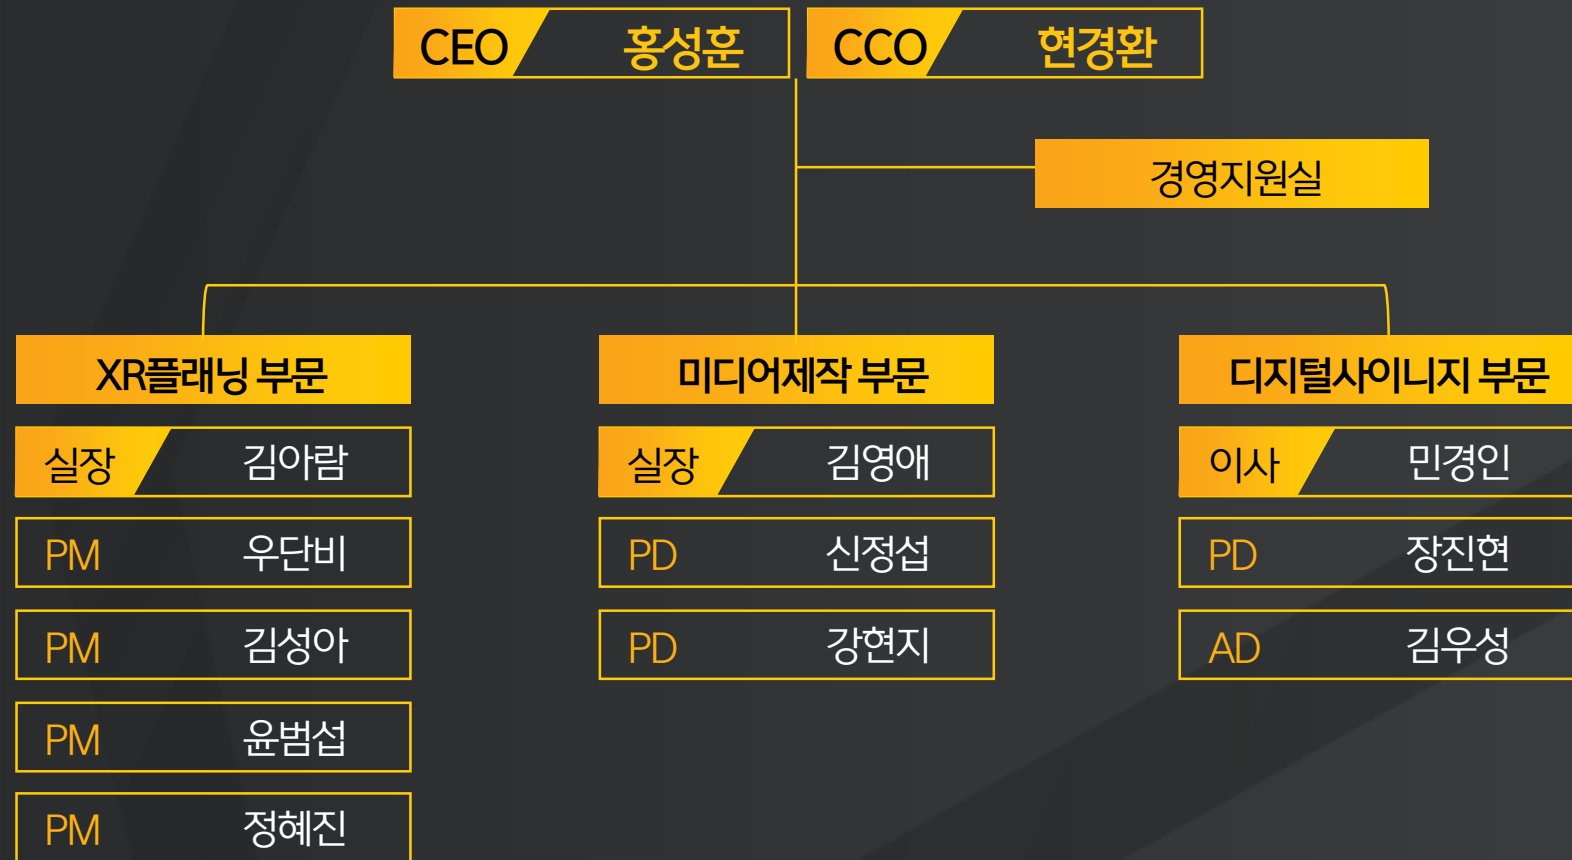 CEO 홍성훈 CCO 현경환
경영지원실
XR플래닝 부문
실장 김아람
PM 우단비
PM 김성아
PM 윤범섭
PM 정혜진
미디어제작 부문
실장 김영애
PD 신정섭
PD 강현지
디지털사이니지 부문
이사 민경인
PD 장진현
AD 김우성